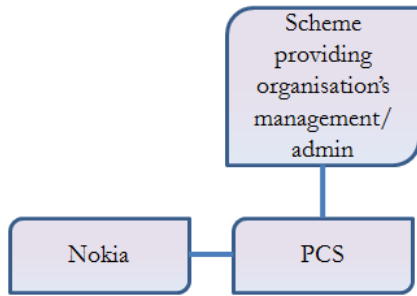 Scheme
providing
organisation's
management/
admin
Nokia
PCS